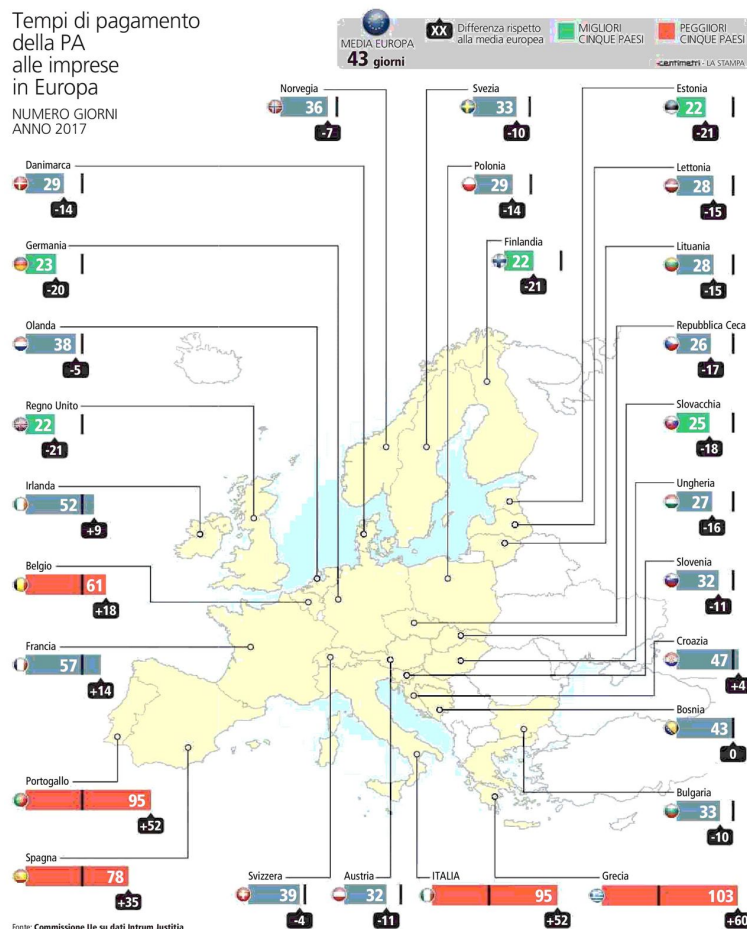 Tempi di pagamento
della PA
alle imprese
in Europa
NUMERO GIORNI
ANNO 2017
MEDIA EUROPA
43 giorni
XX Differenza rispetto
alla media europea
MIGLIORI
CINQUE PAESI
PEGGIIORI
CINQUE PAESI
centimetri - LA STAMPA
Norvegia
36
-7
Svezia
33
-10
Estonia
22
-21
Danimarca
29
-14
Polonia
29
-14
Lettonia
28
-15
Germania
23
-20
Finlandia
22
-21
Lituania
28
-15
Olanda
38
-5
Repubblica Ceca
26
-17
Regno Unito
22
-21
Slovacchia
25
-18
Irlanda
52
+9
Ungheria
27
-16
Belgio
61
+18
Slovenia
32
-11
Francia
57
+14
Croazia
47
+4
Bosnia
43
0
Portogallo
95
+52
Bulgaria
33
-10
Spagna
78
+35
Svizzera
39
-4
Austria
32
-11
ITALIA
95
+52
Grecia
103
+60
Fonte: Commissione Ue su dati Intrum Justitia